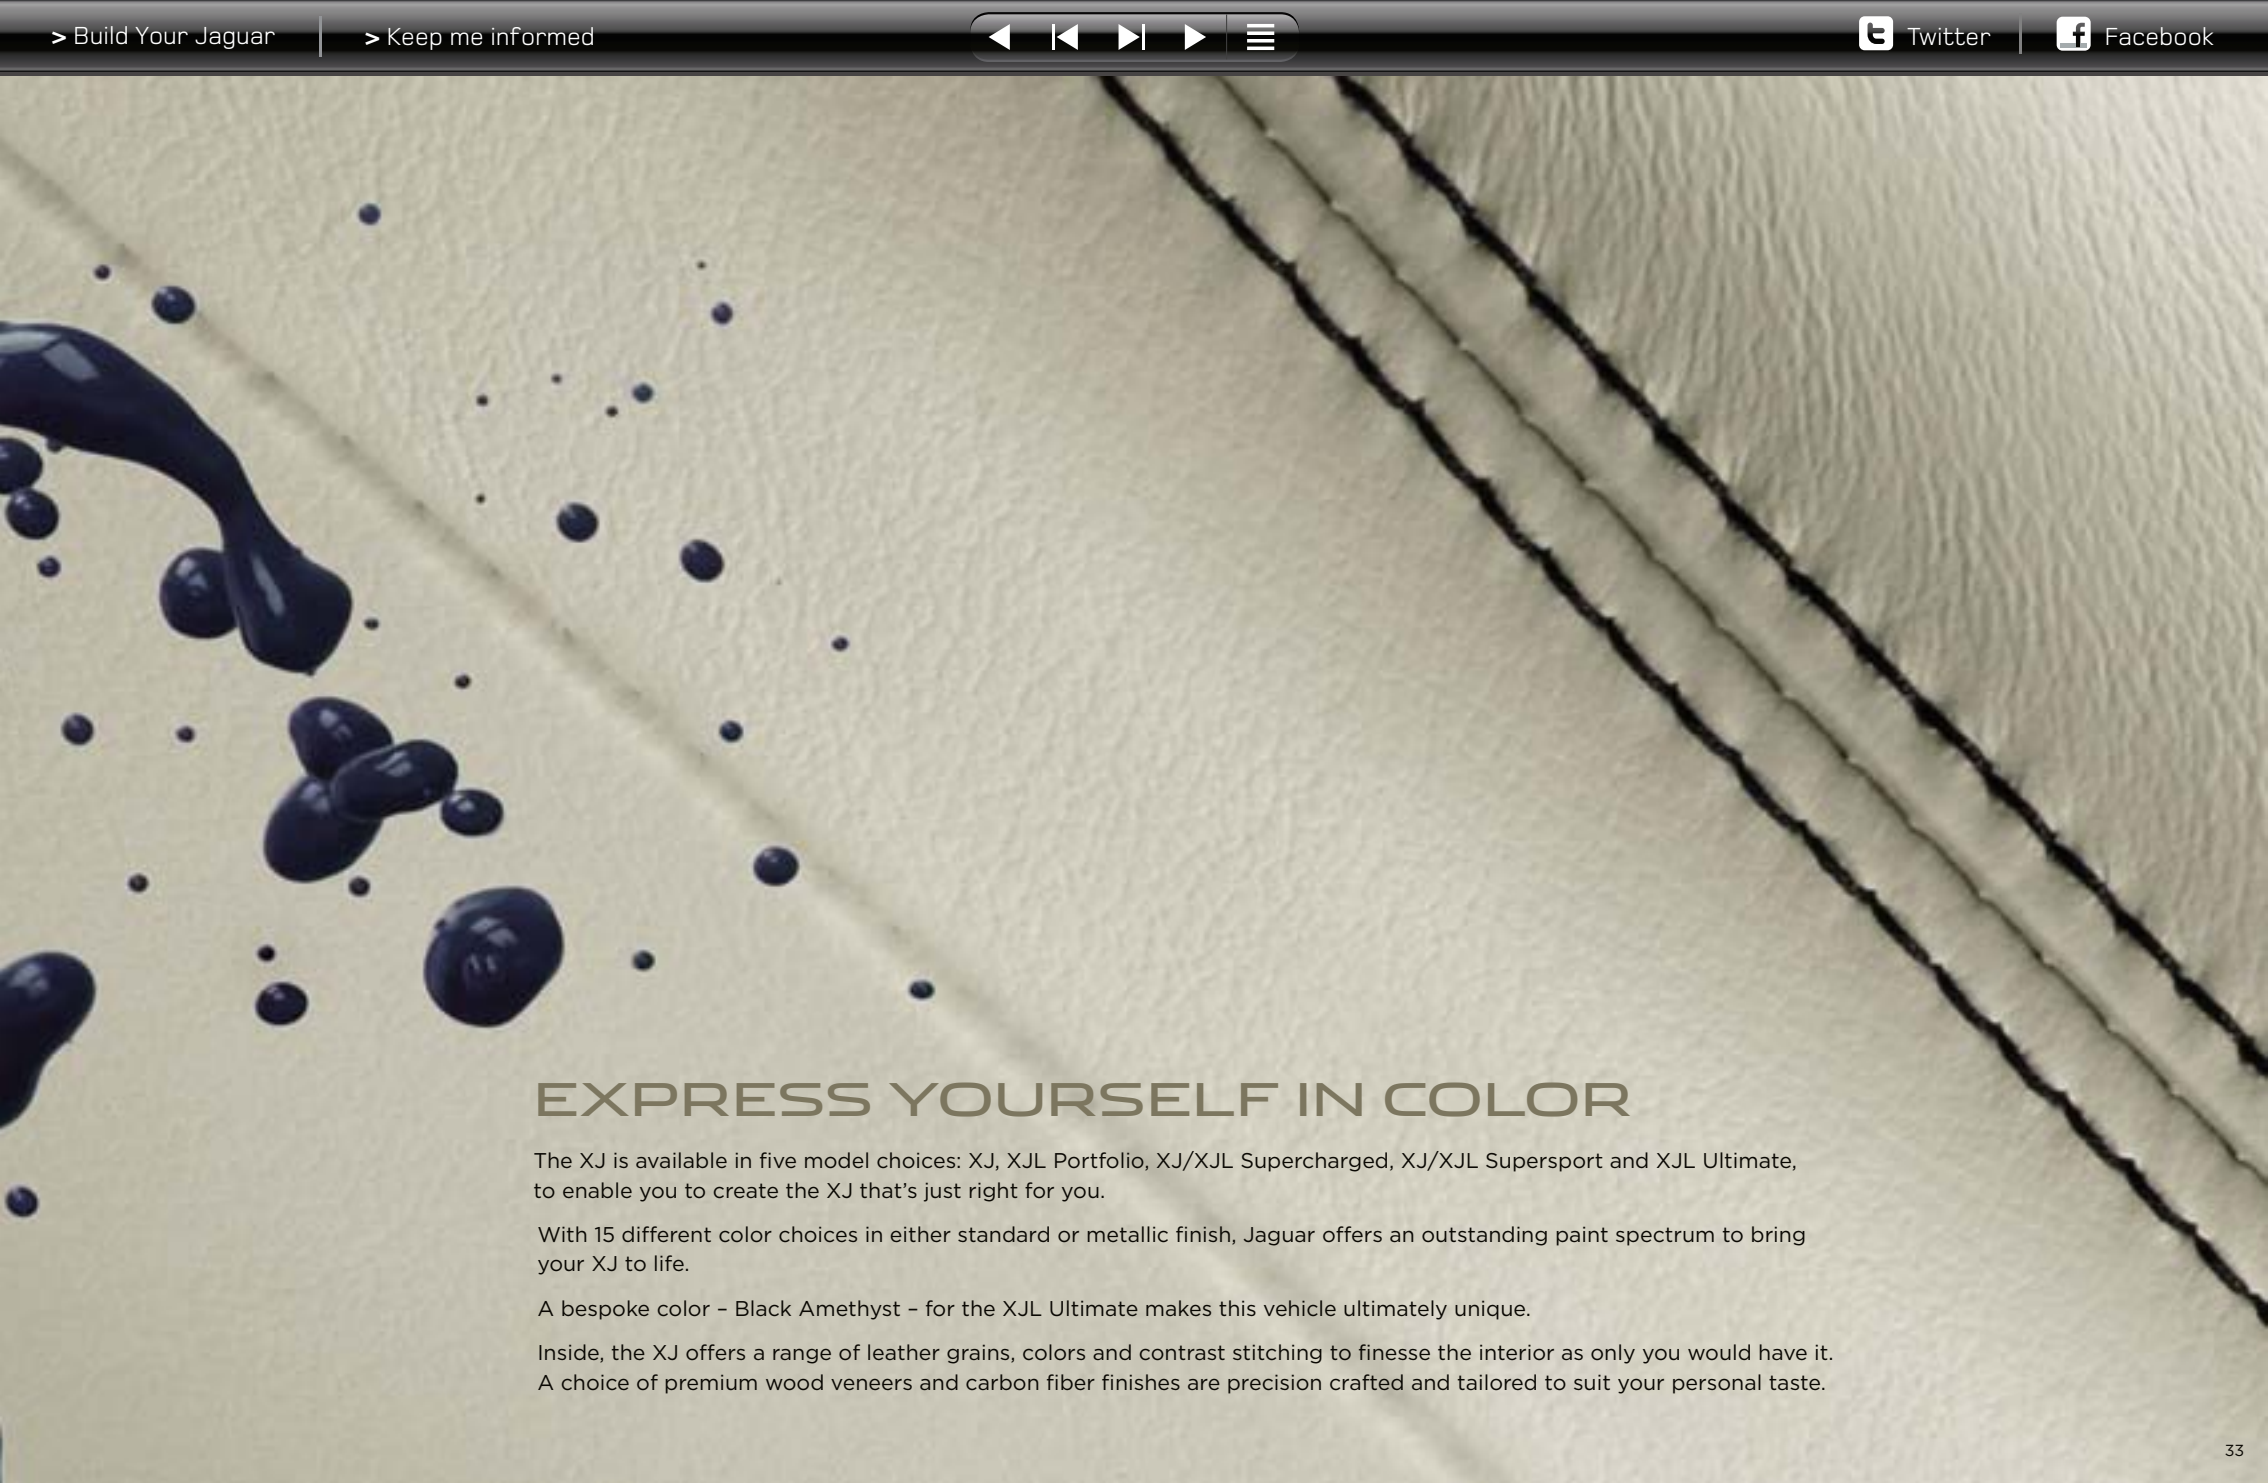 > Build Your Jaguar
> Keep me informed
Twitter
Facebook
EXPRESS YOURSELF IN COLOR
The XJ is available in five model choices: XJ, XJL Portfolio, XJ/XJL Supercharged, XJ/XJL Supersport and XJL Ultimate,
to enable you to create the XJ that’s just right for you.
With 15 different color choices in either standard or metallic finish, Jaguar offers an outstanding paint spectrum to bring
your XJ to life.
A bespoke color – Black Amethyst – for the XJL Ultimate makes this vehicle ultimately unique.
Inside, the XJ offers a range of leather grains, colors and contrast stitching to finesse the interior as only you would have it.
A choice of premium wood veneers and carbon fiber finishes are precision crafted and tailored to suit your personal taste.
33